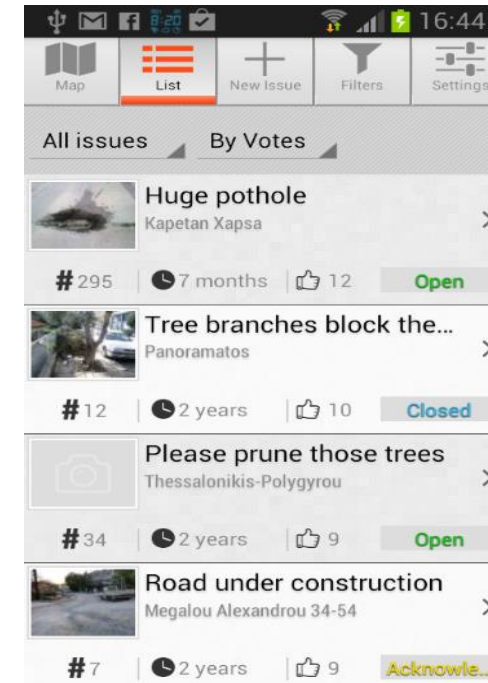 8:20 16:44
Map List New Issue Filters Settings
All issues By Votes
Huge pothole
Kapetan Xapsa
#295 7 months 12 Open
Tree branches block the...
Panoramatos
#12 2 years 10 Closed
Please prune those trees
Thessalonikis-Polygyrou
#34 2 years 9 Open
Road under construction
Megalou Alexandrou 34-54
#7 2 years 9 Acknowle..